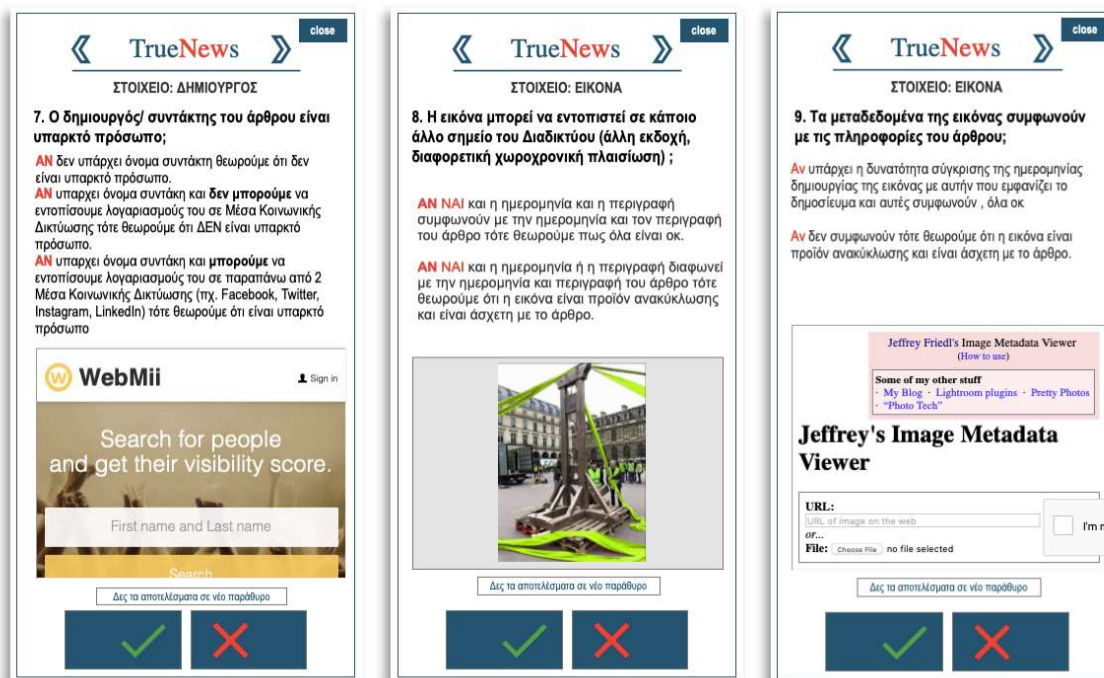 close
TrueNews
ΣΤΟΙΧΕΙΟ: ΔΗΜΙΟΥΡΓΟΣ
7. Ο δημιουργός/ συντάκτης του άρθρου είναι
υπαρκτό πρόσωπο;
ΑΝ δεν υπάρχει όνομα συντάκτη θεωρούμε ότι δεν
είναι υπαρκτό πρόσωπο.
ΑΝ υπαρχει όνομα συντάκη και δεν μπορούμε να
εντοπίσουμε λογαριασμούς του σε Μέσα Κοινωνικής
Δικτύωσης τότε θεωρούμε ότι ΔΕΝ είναι υπαρκτό
πρόσωπο.
ΑΝ υπαρχει όνομα συντάκη και μπορούμε να
εντοπίσουμε λογαριασμούς του σε παραπάνω από 2
Μέσα Κοινωνικής Δικτύωσης (πχ. Facebook, Twitter,
Instagram, LinkedIn) τότε θεωρούμε ότι είναι υπαρκτό
πρόσωπο
W WebMii
Sign in
Search for people
and get their visibility score.
First name and Last name
Search
Δες τα αποτελέσματα σε νέο παράθυρο
close
TrueNews
ΣΤΟΙΧΕΙΟ: ΕΙΚΟΝΑ
8. Η εικόνα μπορεί να εντοπιστεί σε κάποιο
άλλο σημείο του Διαδικτύου (άλλη εκδοχή,
διαφορετική χωροχρονική πλαισίωση) ;
ΑΝ ΝΑΙ και η ημερομηνία και η περιγραφή
συμφωνούν με την ημερομηνία και τον περιγραφή
του άρθρο τότε θεωρούμε πως όλα είναι οκ.
ΑΝ ΝΑΙ και η ημερομηνία ή η περιγραφή διαφωνεί
με την ημερομηνία και περιγραφή του άρθρο τότε
θεωρούμε ότι η εικόνα είναι προϊόν ανακύκλωσης
και είναι άσχετη με το άρθρο.
Δες τα αποτελέσματα σε νέο παράθυρο
close
TrueNews
ΣΤΟΙΧΕΙΟ: ΕΙΚΟΝΑ
9. Τα μεταδεδομένα της εικόνας συμφωνούν
με τις πληροφορίες του άρθρου;
Αν υπάρχει η δυνατότητα σύγκρισης της ημερομηνίας
δημιουργίας της εικόνας με αυτήν που εμφανίζει το
δημοσίευμα και αυτές συμφωνούν , όλα οκ
Αν δεν συμφωνούν τότε θεωρούμε ότι η εικόνα είναι
προϊόν ανακύκλωσης και είναι άσχετη με το άρθρο.
Jeffrey Friedl's Image Metadata Viewer
(How to use)
Some of my other stuff
· My Blog · Lightroom plugins · Pretty Photos
· "Photo Tech"
Jeffrey's Image Metadata
Viewer
URL:
URL of image on the web
or...
File: Choose File no file selected
I'm
Δες τα αποτελέσματα σε νέο παράθυρο